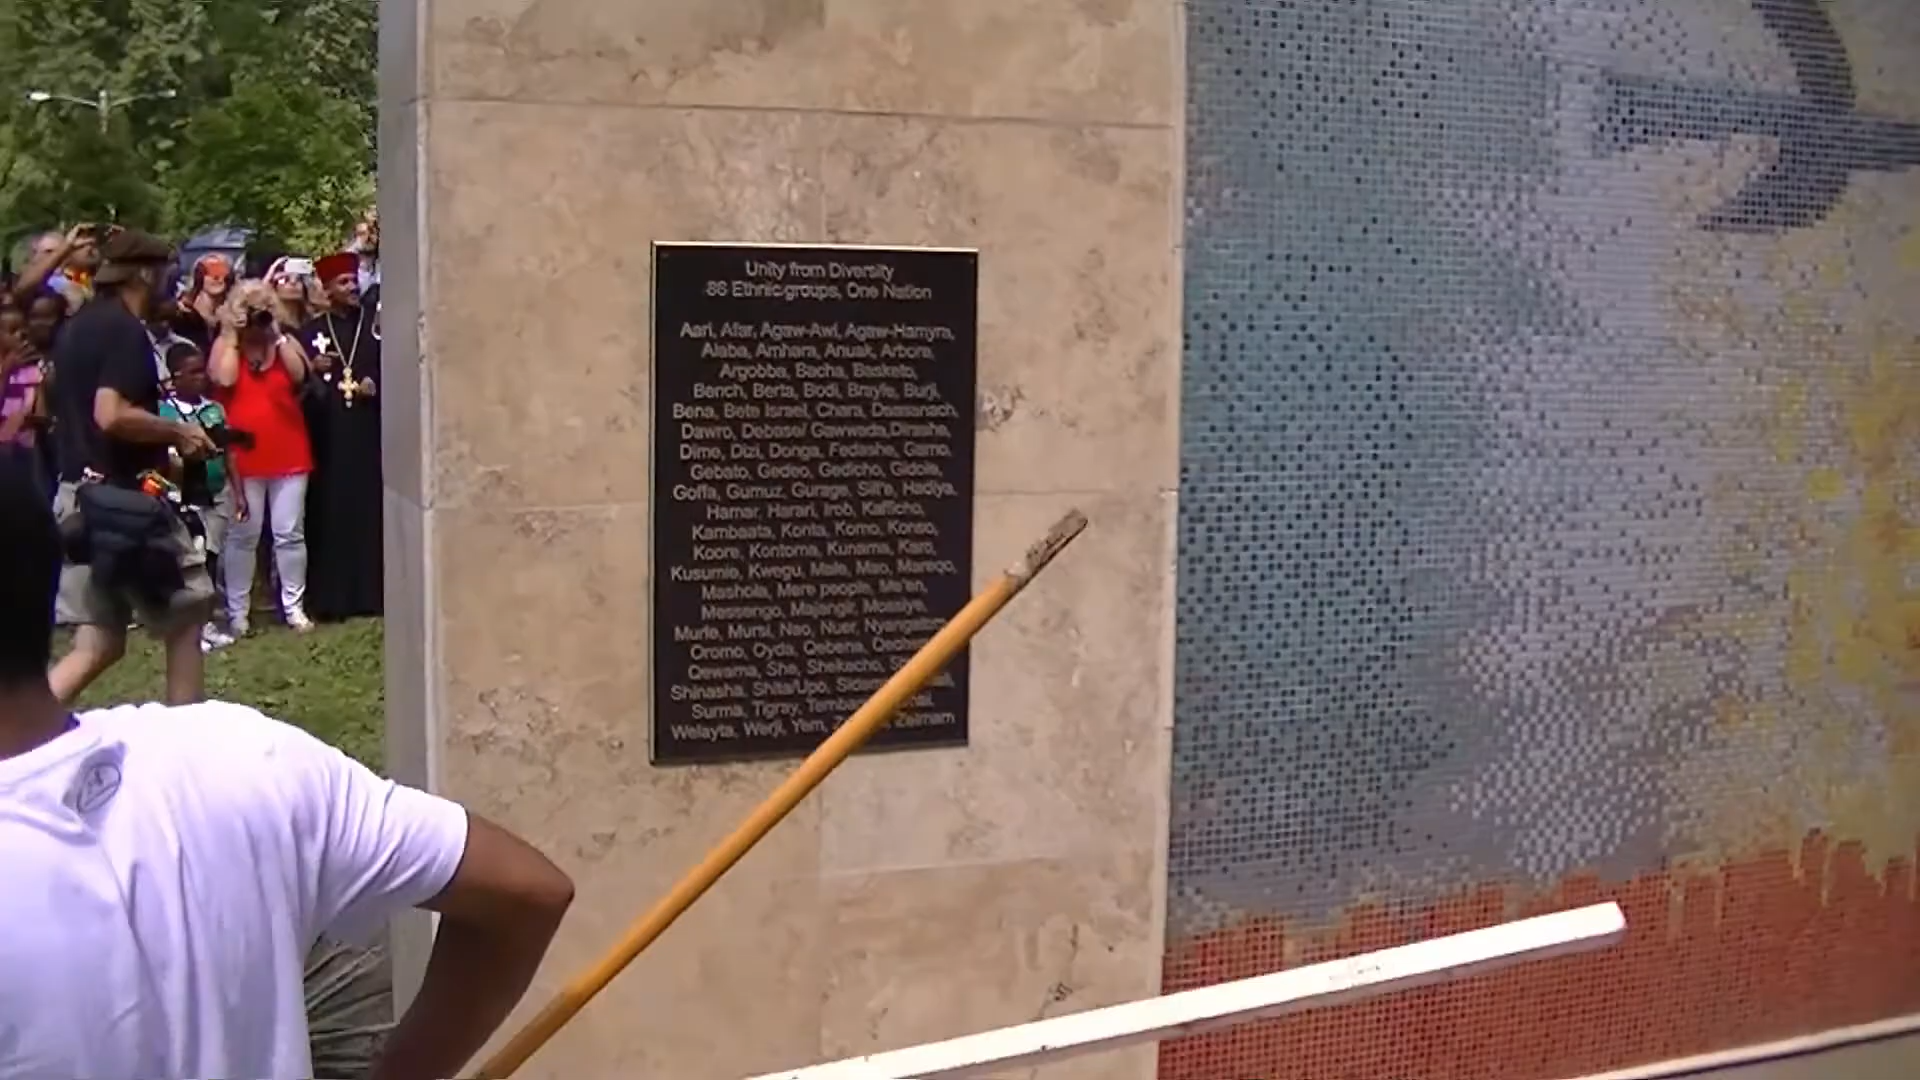 Unity from Diversity
86 Ethnic groups, One Nation
Aari, Afar, Agaw-Awi, Agaw-Hamyra,
Alaba, Amhara, Anuak, Arbore,
Argobba, Bacha, Basketo,
Bench, Berta, Bodi, Brayle, Burji,
Bena, Bete Israel, Chara, Dassanach,
Dawro, Debase/ Gawwada,Dirashe,
Dime, Dizi, Donga, Fedashe, Gamo,
Gebato, Gedeo, Gedicho, Gidole,
Goffa, Gumuz, Gurage, Silt'e, Hadiya,
Hamar, Harari, Irob, Kafficho,
Kambaata, Konta, Komo, Konso,
Koore, Kontoma, Kunama, Karo,
Kusumie, Kwegu, Male, Mao, Mareqo,
Mashola, Mere people, Me'en,
Messengo, Majangir, Mossiye,
Murle, Mursi, Nao, Nuer,
Oromo, Oyda, Qebena,
Qewama, She, Shekecho,
Shinasha, Shita/Upo,
Surma, Tigray,
Welayta, Werji, Yem, Zelmam